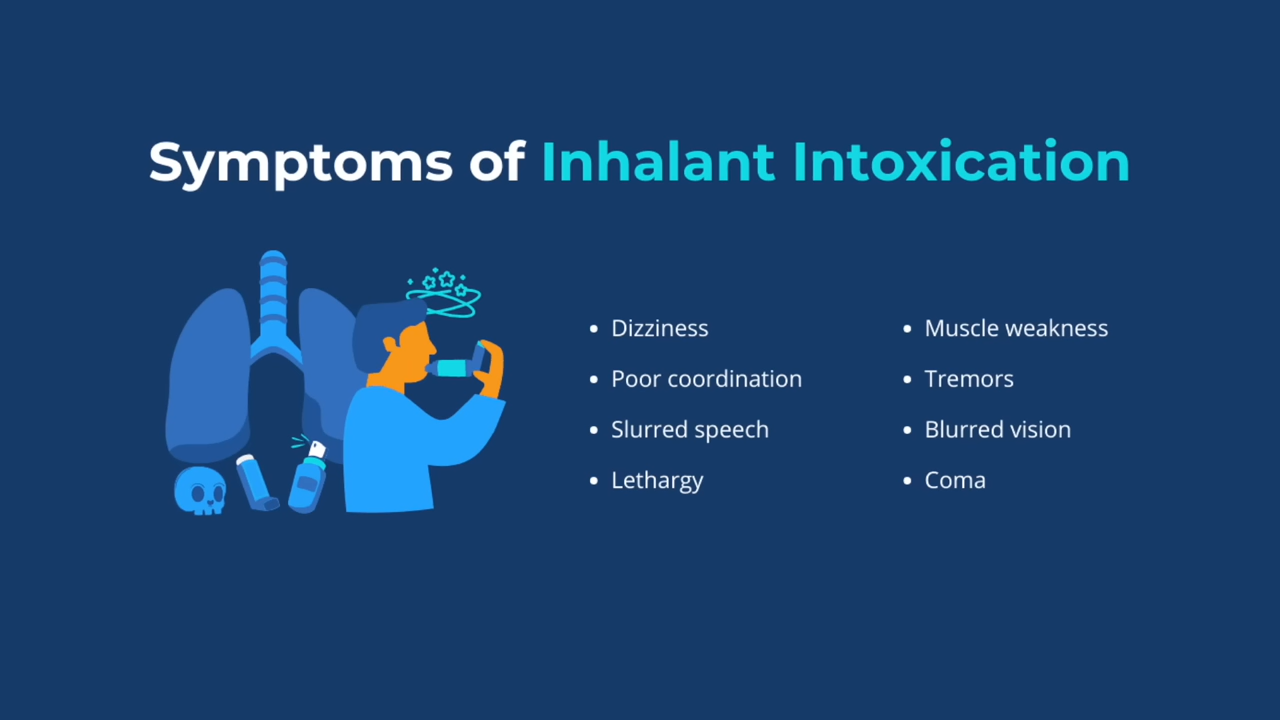 Symptoms of Inhalant Intoxication
• Dizziness
• Poor coordination
• Slurred speech
• Lethargy
• Muscle weakness
• Tremors
• Blurred vision
• Coma